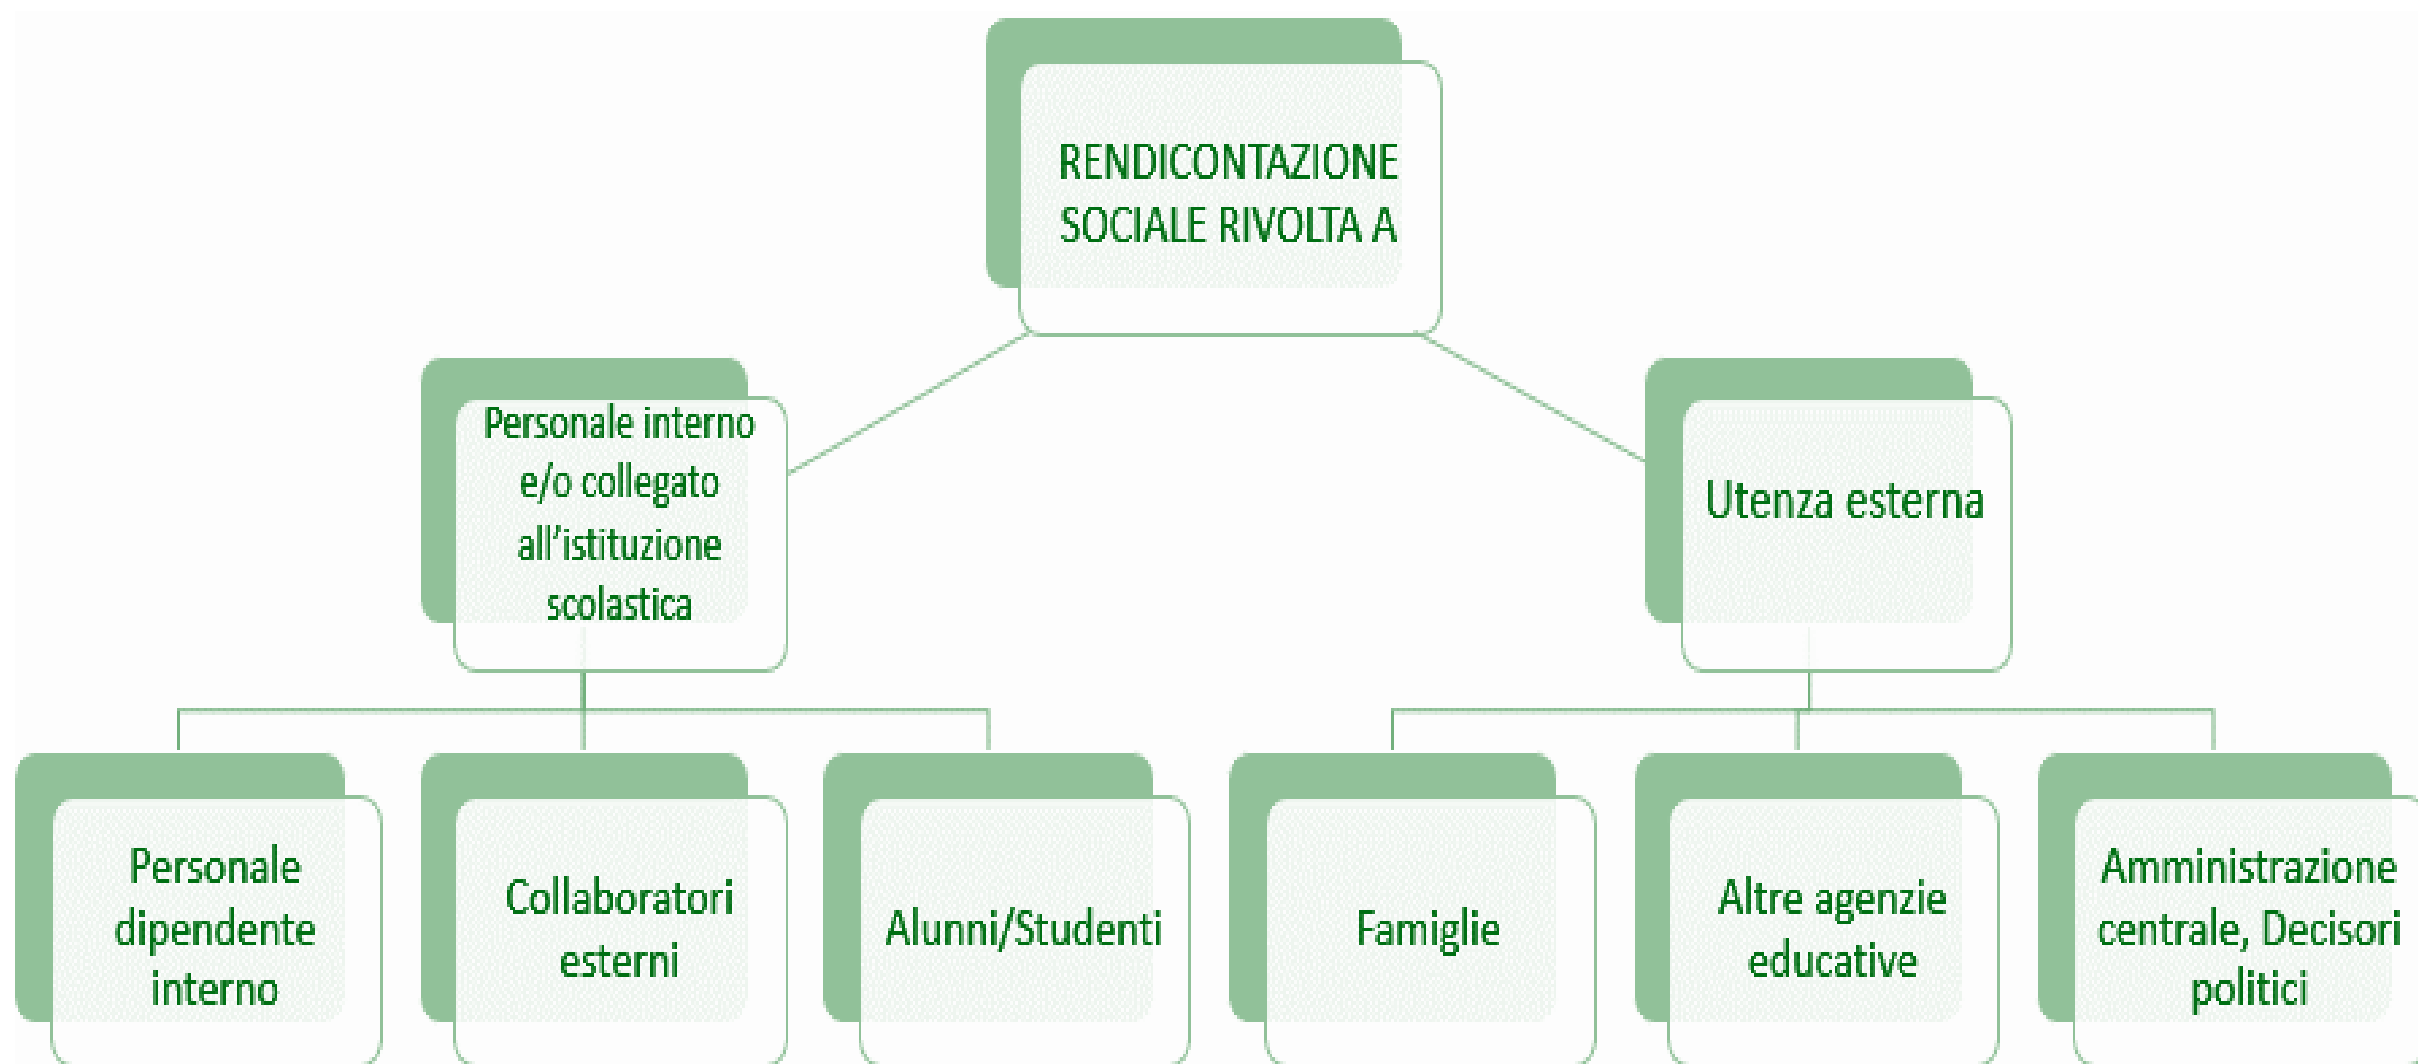 RENDICONTAZIONE
SOCIALE RIVOLTA A
Personale interno
e/o collegato
all'istituzione
scolastica
Utenza esterna
Personale
dipendente
interno
Collaboratori
esterni
Alunni/Studenti
Famiglie
Altre agenzie
educative
Amministrazione
centrale, Decisori
politici